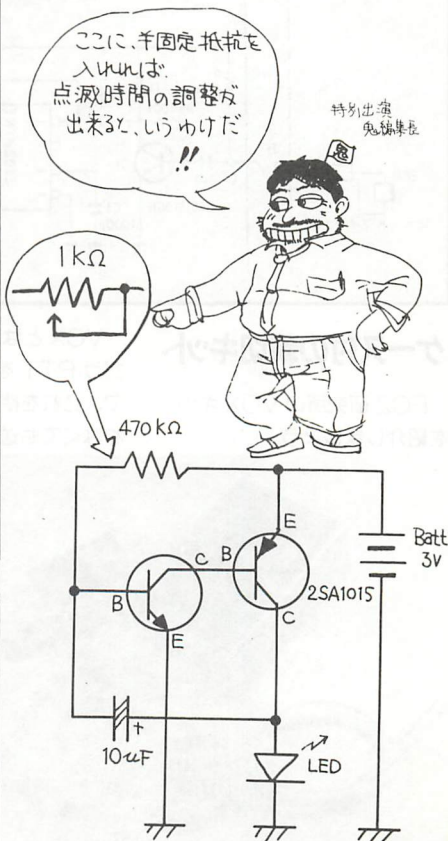 ここに、半固定抵抗を
入れれば、
点滅時間の調整が
出来ると、いうわけだ
!!
特別出演
鬼編集長
鬼
1KΩ
470KΩ
E
C
B
B
2SA1015
E
C
Batt
3V
+
10uF
LED